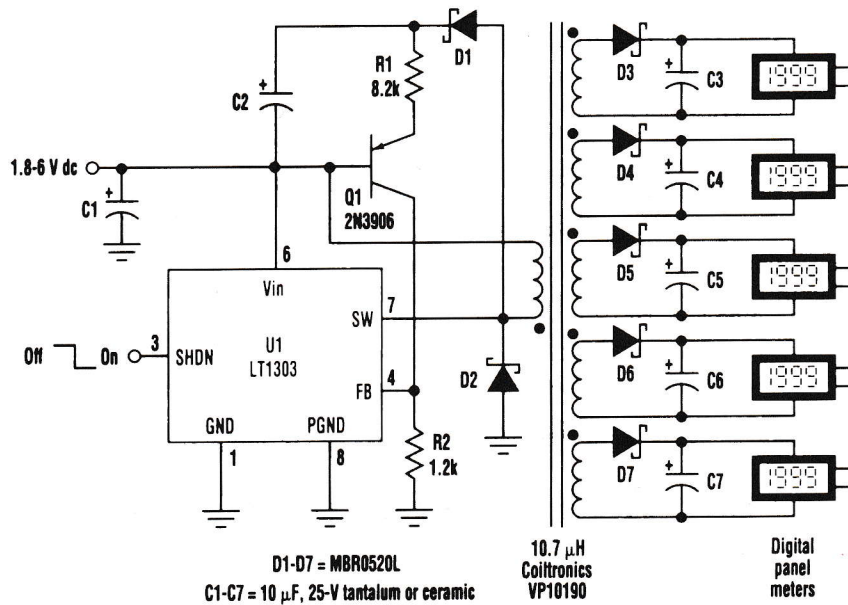 D1
R1
8.2k
C2
+
1.8-6 V dc
C1
+
Q1
2N3906
6
Vin
SW
7
U1
LT1303
Off
On
3
SHDN
FB
4
D2
GND
PGND
1
8
R2
1.2k
D3
+
C3
1999
D4
+
C4
1999
D5
+
C5
1999
D6
+
C6
1999
D7
+
C7
1999
D1-D7 = MBR0520L
C1-C7 = 10 µF, 25-V tantalum or ceramic
10.7 µH
Coiltronics
VP10190
Digital
panel
meters